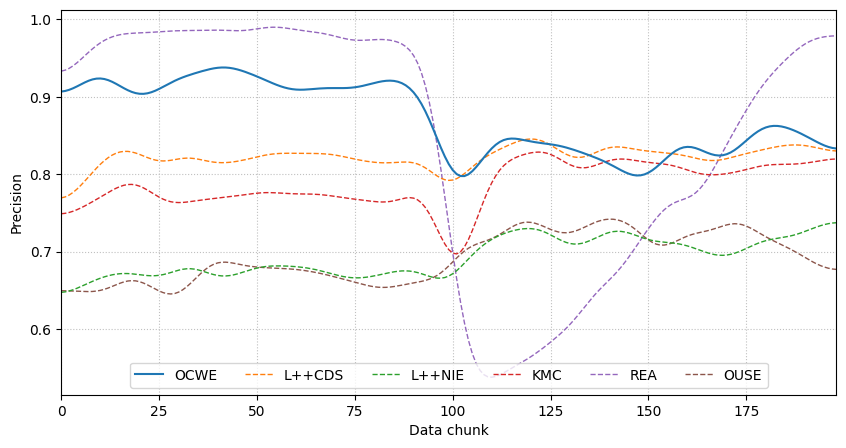 Precision
1.0
0.9
0.8
0.7
0.6
OCWE L++CDS L++NIE KMC REA OUSE
0 25 50 75 100 125 150 175
Data chunk